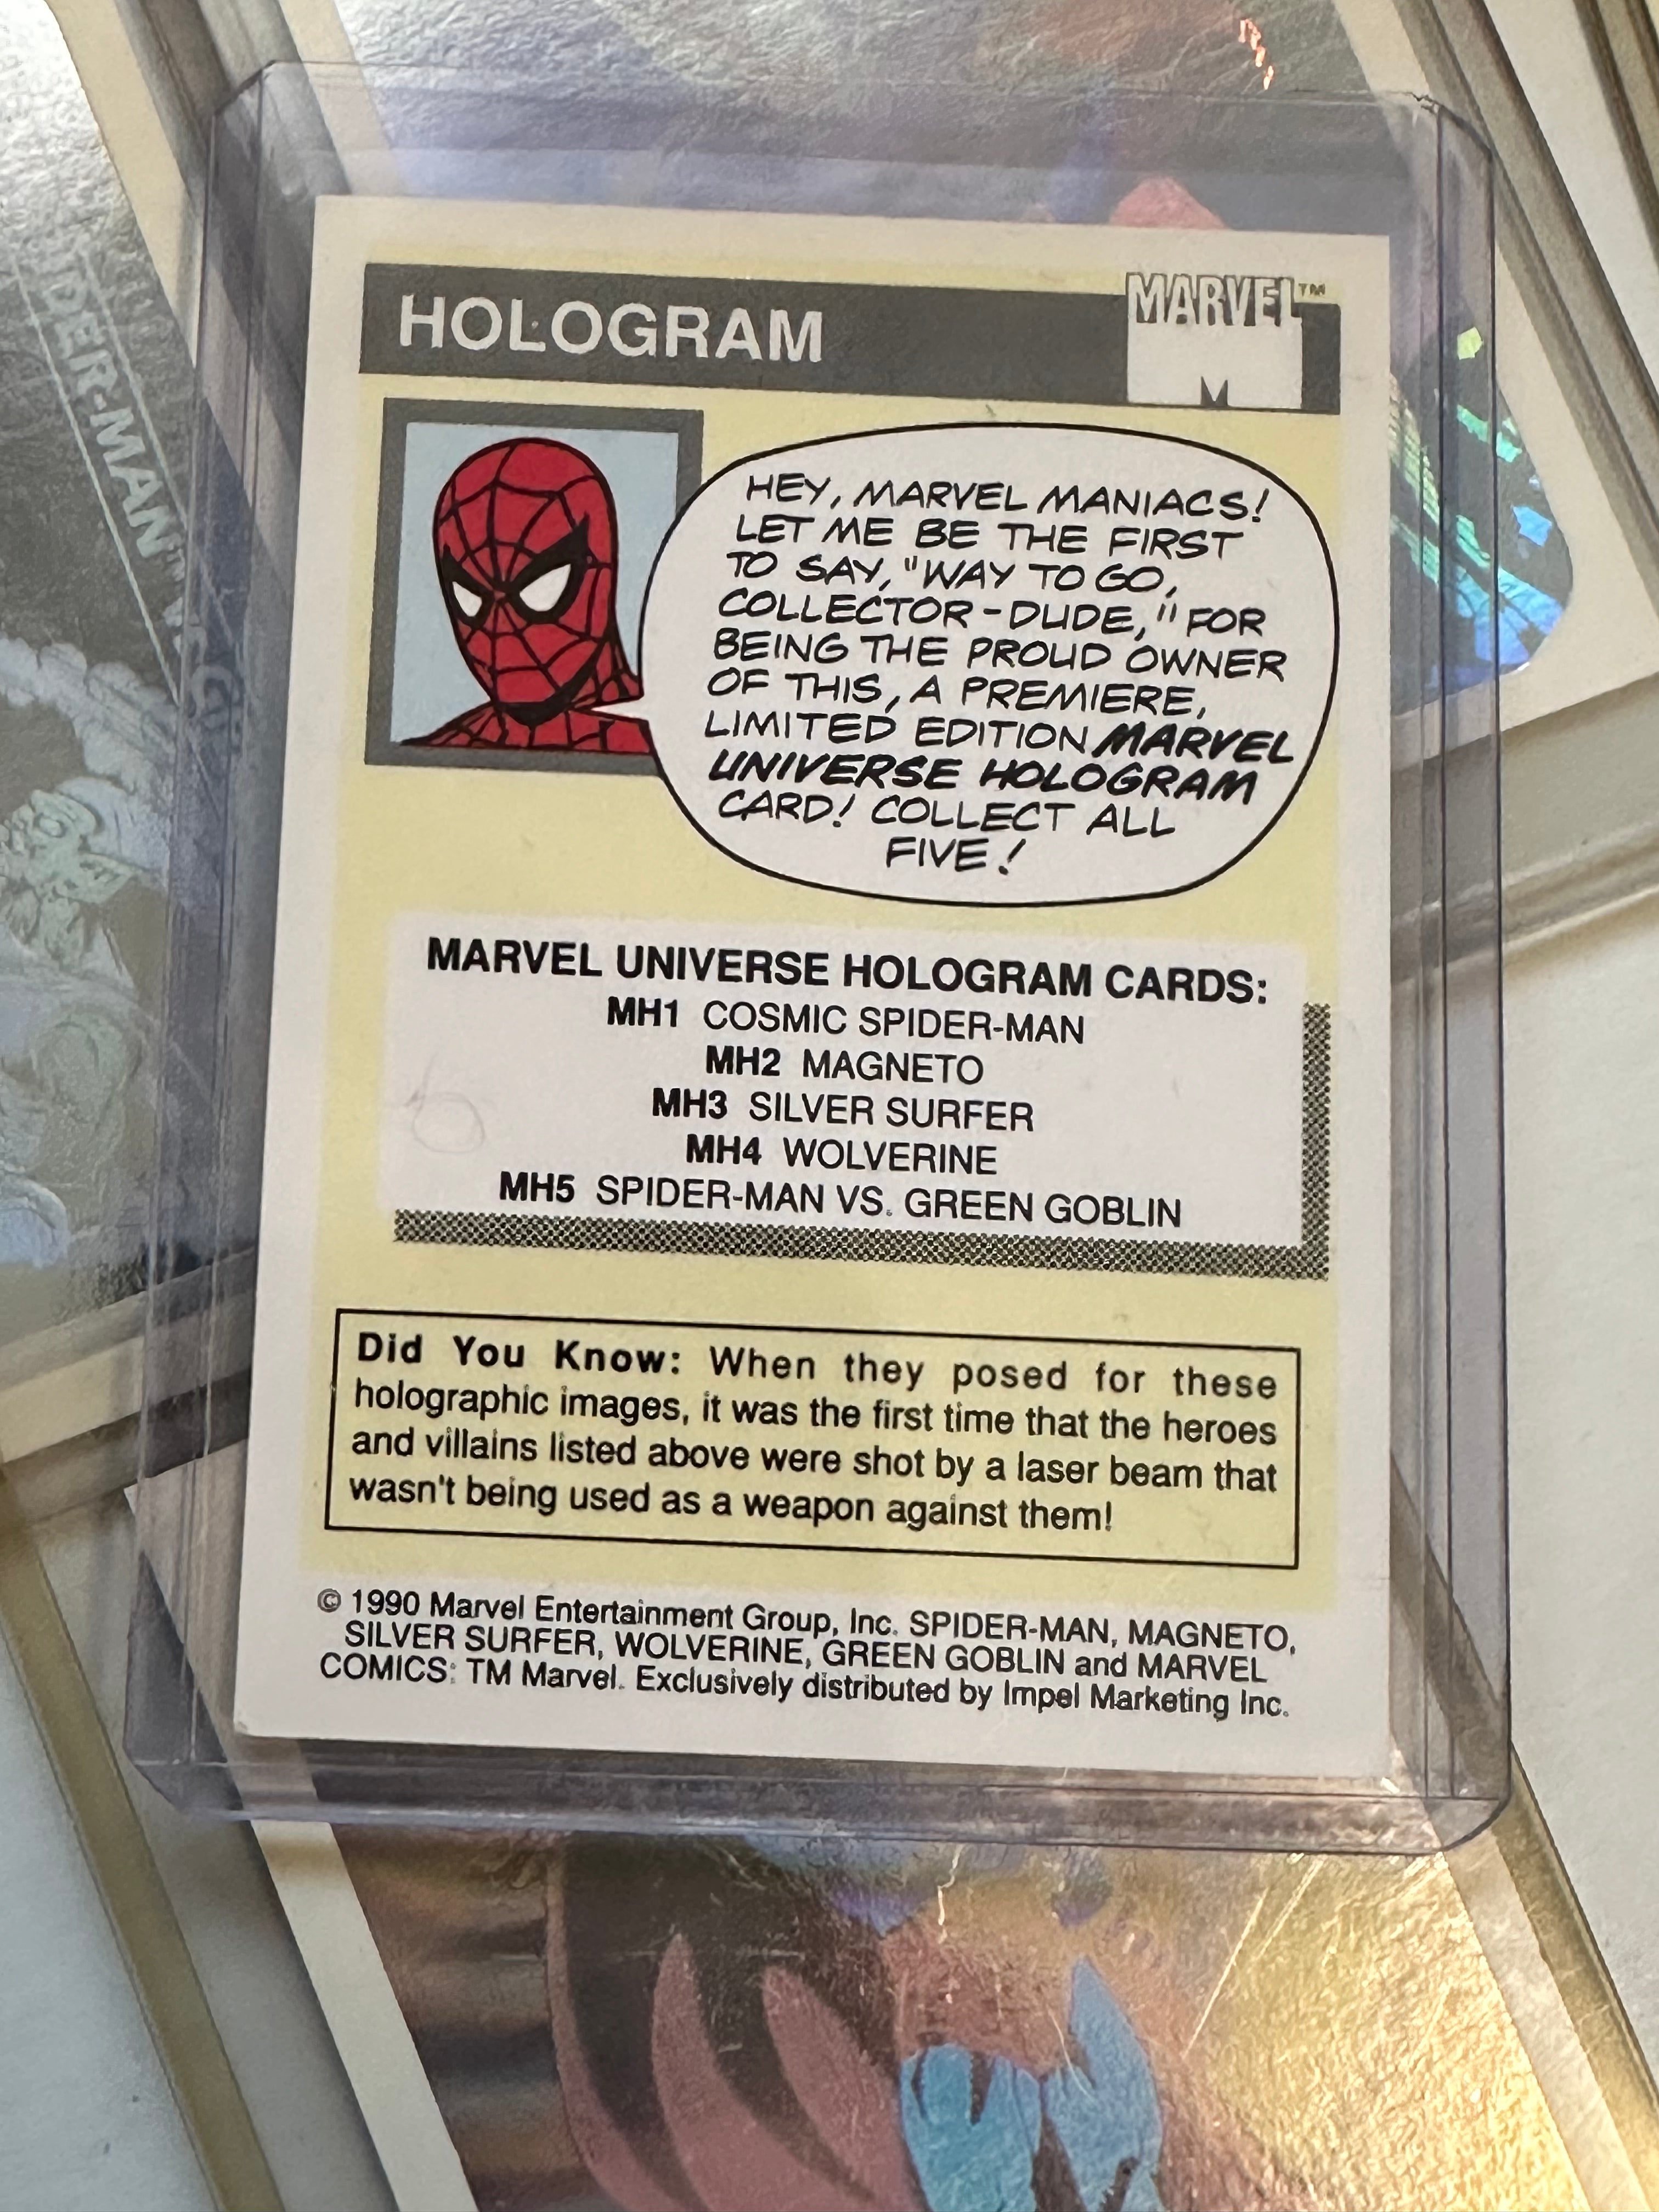 HOLOGRAM
MARVEL™
M
HEY, MARVEL MANIACS!
LET ME BE THE FIRST
TO SAY, "WAY TO GO,
COLLECTOR-DUDE," FOR
BEING THE PROUD OWNER
OF THIS, A PREMIERE,
LIMITED EDITION MARVEL
UNIVERSE HOLOGRAM
CARD! COLLECT ALL
FIVE!
MARVEL UNIVERSE HOLOGRAM CARDS:
MH1 COSMIC SPIDER-MAN
MH2 MAGNETO
MH3 SILVER SURFER
MH4 WOLVERINE
MH5 SPIDER-MAN VS. GREEN GOBLIN
Did You Know: When they posed for these
holographic images, it was the first time that the heroes
and villains listed above were shot by a laser beam that
wasn't being used as a weapon against them!
© 1990 Marvel Entertainment Group, Inc. SPIDER-MAN, MAGNETO,
SILVER SURFER, WOLVERINE, GREEN GOBLIN and MARVEL
COMICS: TM Marvel. Exclusively distributed by Impel Marketing Inc.
DER-MAN™